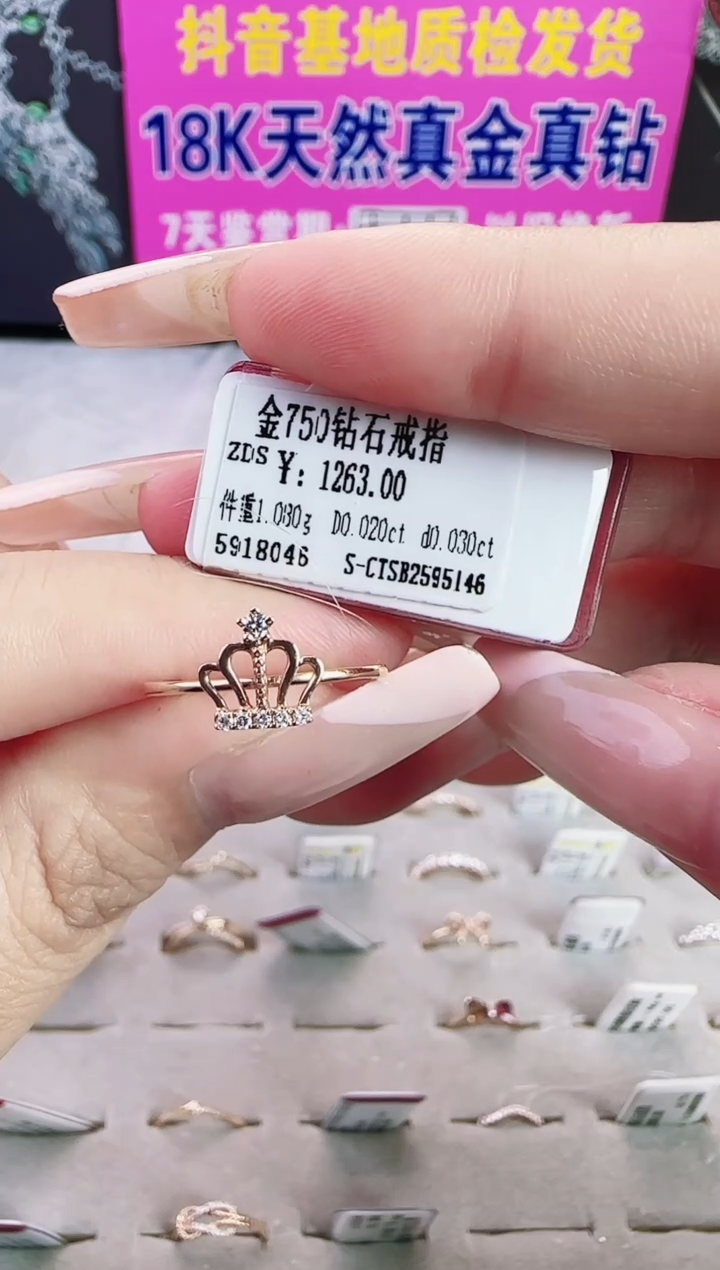 抖音基地质检发货
18K天然真金真钻
7天鉴赏期
金750钻石戒指
ZDS ¥: 1263.00
件重1.080g D0.020ct d0.030ct
5918046 S-CTSB2595146